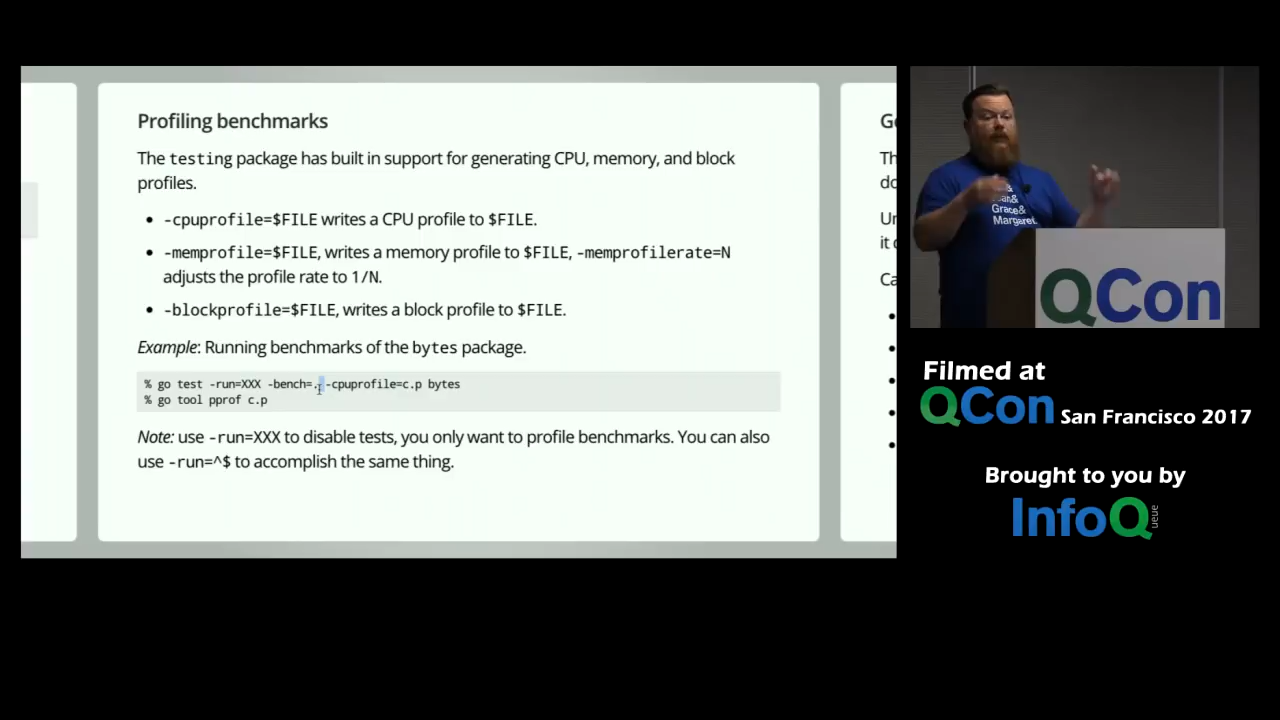 Profiling benchmarks
The testing package has built in support for generating CPU, memory, and block
profiles.
• -cpuprofile=$FILE writes a CPU profile to $FILE.
• -memprofile=$FILE, writes a memory profile to $FILE, -memprofilerate=N
adjusts the profile rate to 1/N.
• -blockprofile=$FILE, writes a block profile to $FILE.
Example: Running benchmarks of the bytes package.
% go test -run=XXX -bench=. -cpuprofile=c.p bytes
% go tool pprof c.p
Note: use -run=XXX to disable tests, you only want to profile benchmarks. You can also
use -run=^$ to accomplish the same thing.
Grace&
Margaret
QCon
Filmed at
QCon San Francisco 2017
Brought to you by
InfoQ
ueue